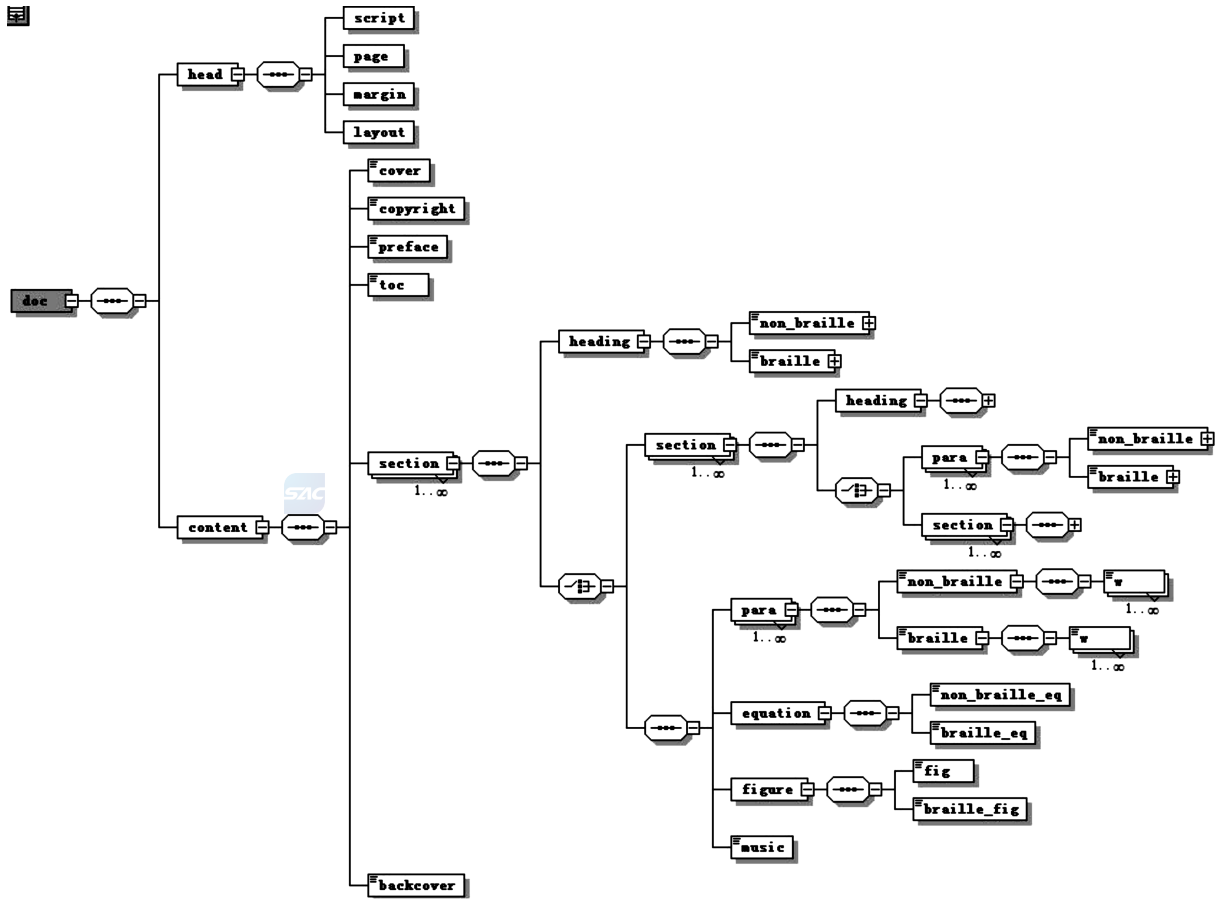 script
page
head
margin
layout
cover
copyright
preface
toc
doc
non_braille
heading
braille
heading
section
1..∞
non_braille
para
1..∞
braille
section
1..∞
SAC
content
section
1..∞
non_braille
w
1..∞
para
1..∞
braille
w
1..∞
non_braille_eq
equation
braille_eq
fig
figure
braille_fig
music
backcover